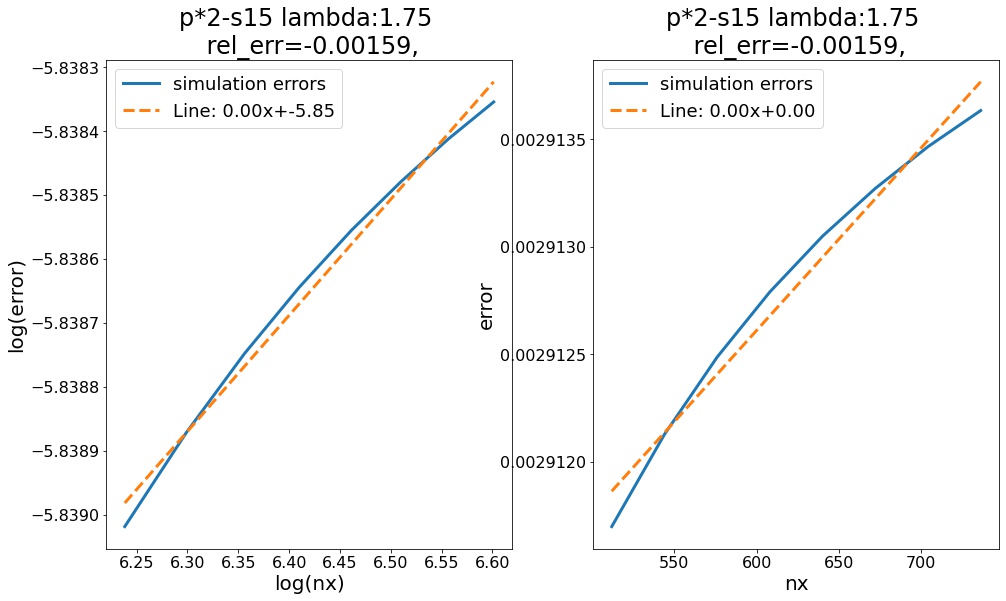 p*2-s15 lambda:1.75
rel_err=-0.00159,
simulation errors
Line: 0.00x+-5.85
−5.8383
−5.8384
−5.8385
−5.8386
−5.8387
−5.8388
−5.8389
−5.8390
log(error)
6.25 6.30 6.35 6.40 6.45 6.50 6.55 6.60
log(nx)
p*2-s15 lambda:1.75
rel_err=-0.00159,
simulation errors
Line: 0.00x+0.00
0.0029135
0.0029130
0.0029125
0.0029120
error
550 600 650 700
nx